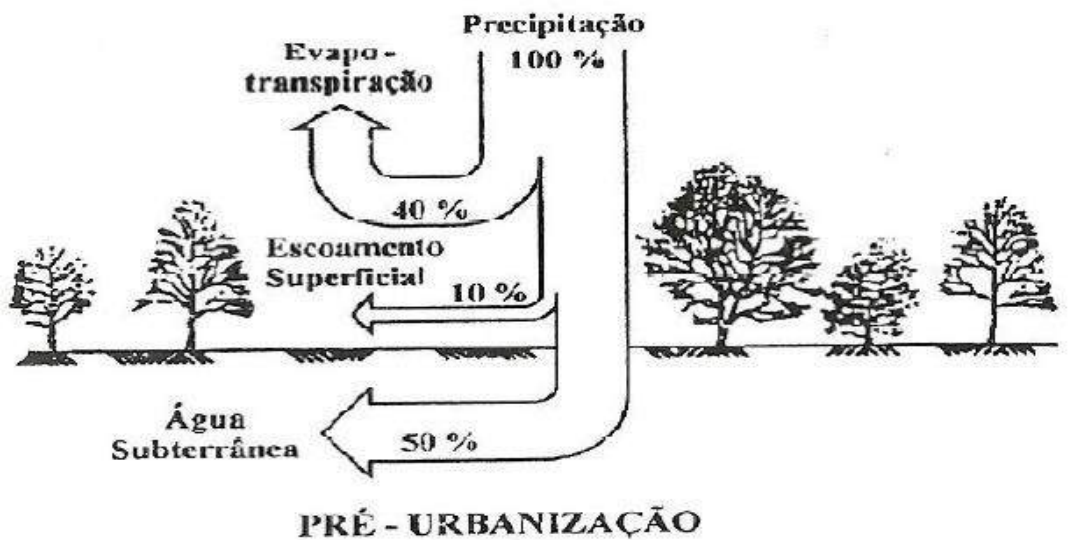 Precipitação
100 %
Evapo -
transpiração
40 %
Escoamento
Superficial
10 %
Água
Subterrânea
50 %
PRÉ - URBANIZAÇÃO